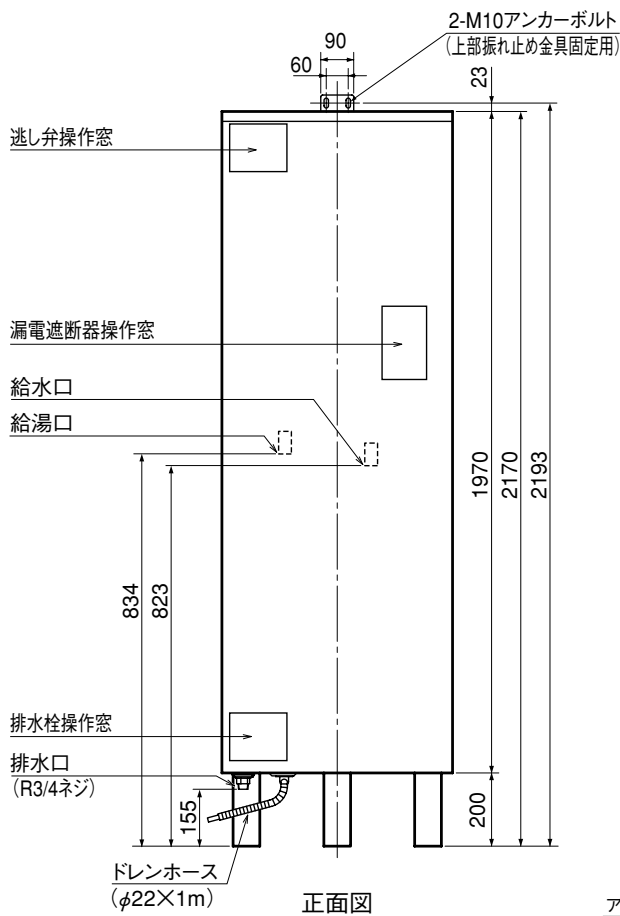 2-M10アンカーボルト
(上部振れ止め金具固定用)
90
60
23
逃し弁操作窓
漏電遮断器操作窓
給水口
給湯口
1970
2170
2193
834
823
排水栓操作窓
排水口
(R3/4ネジ)
155
200
ドレンホース
(φ22×1m)
正面図
ア